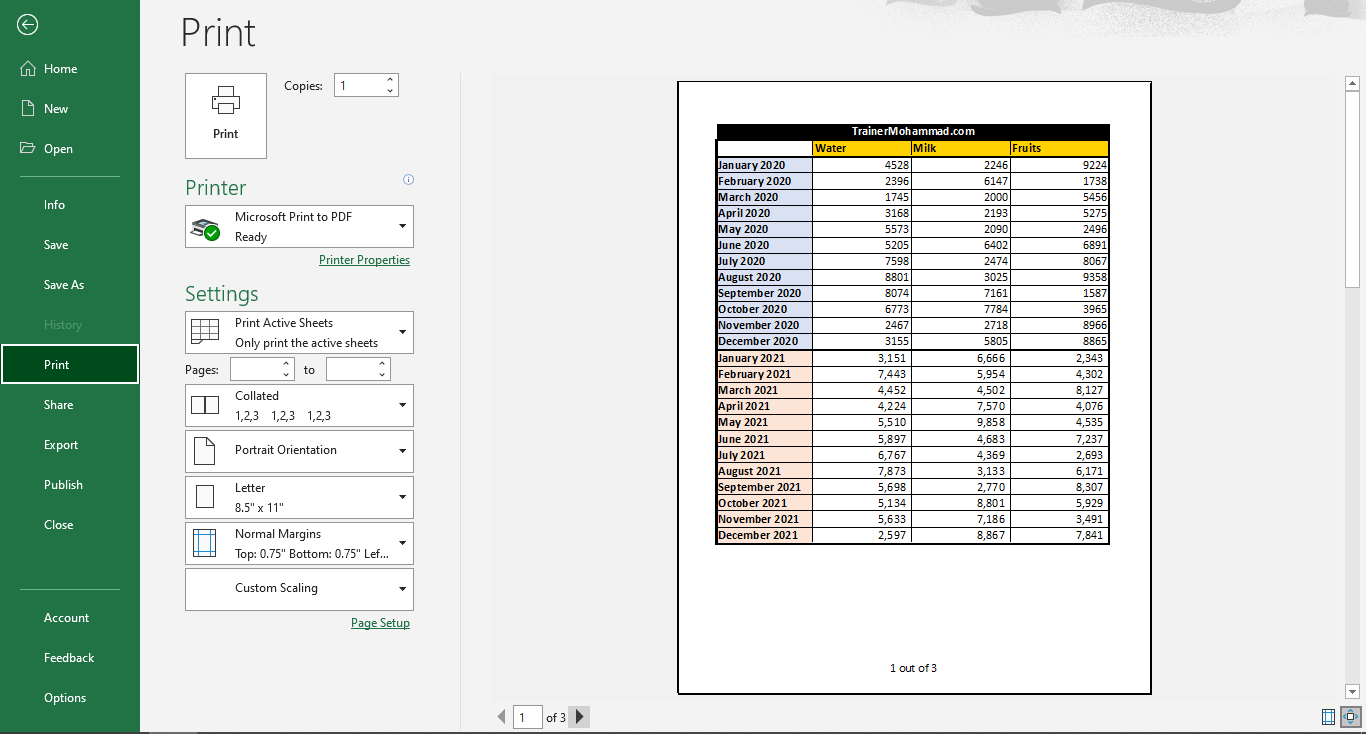 Print
Home
New
Open
Info
Save
Save As
History
Print
Share
Export
Publish
Close
Account
Feedback
Options
Print
Copies: 1
Printer
Microsoft Print to PDF
Ready
Printer Properties
Settings
Print Active Sheets
Only print the active sheets
Pages: to
Collated
1,2,3 1,2,3 1,2,3
Portrait Orientation
Letter
8.5" x 11"
Normal Margins
Top: 0.75" Bottom: 0.75" Lef...
Custom Scaling
Page Setup
TrainerMohammad.com
Water Milk Fruits
January 2020 4528 2246 9224
February 2020 2396 6147 1738
March 2020 1745 2000 5456
April 2020 3168 2193 5275
May 2020 5573 2090 2496
June 2020 5205 6402 6891
July 2020 7598 2474 8067
August 2020 8801 3025 9358
September 2020 8074 7161 1587
October 2020 6773 7784 3965
November 2020 2467 2718 8966
December 2020 3155 5805 8865
January 2021 3,151 6,666 2,343
February 2021 7,443 5,954 4,302
March 2021 4,452 4,502 8,127
April 2021 4,224 7,570 4,076
May 2021 5,510 9,858 4,535
June 2021 5,897 4,683 7,237
July 2021 6,767 4,369 2,693
August 2021 7,873 3,133 6,171
September 2021 5,698 2,770 8,307
October 2021 5,134 8,801 5,929
November 2021 5,633 7,186 3,491
December 2021 2,597 8,867 7,841
1 out of 3
1 of 3